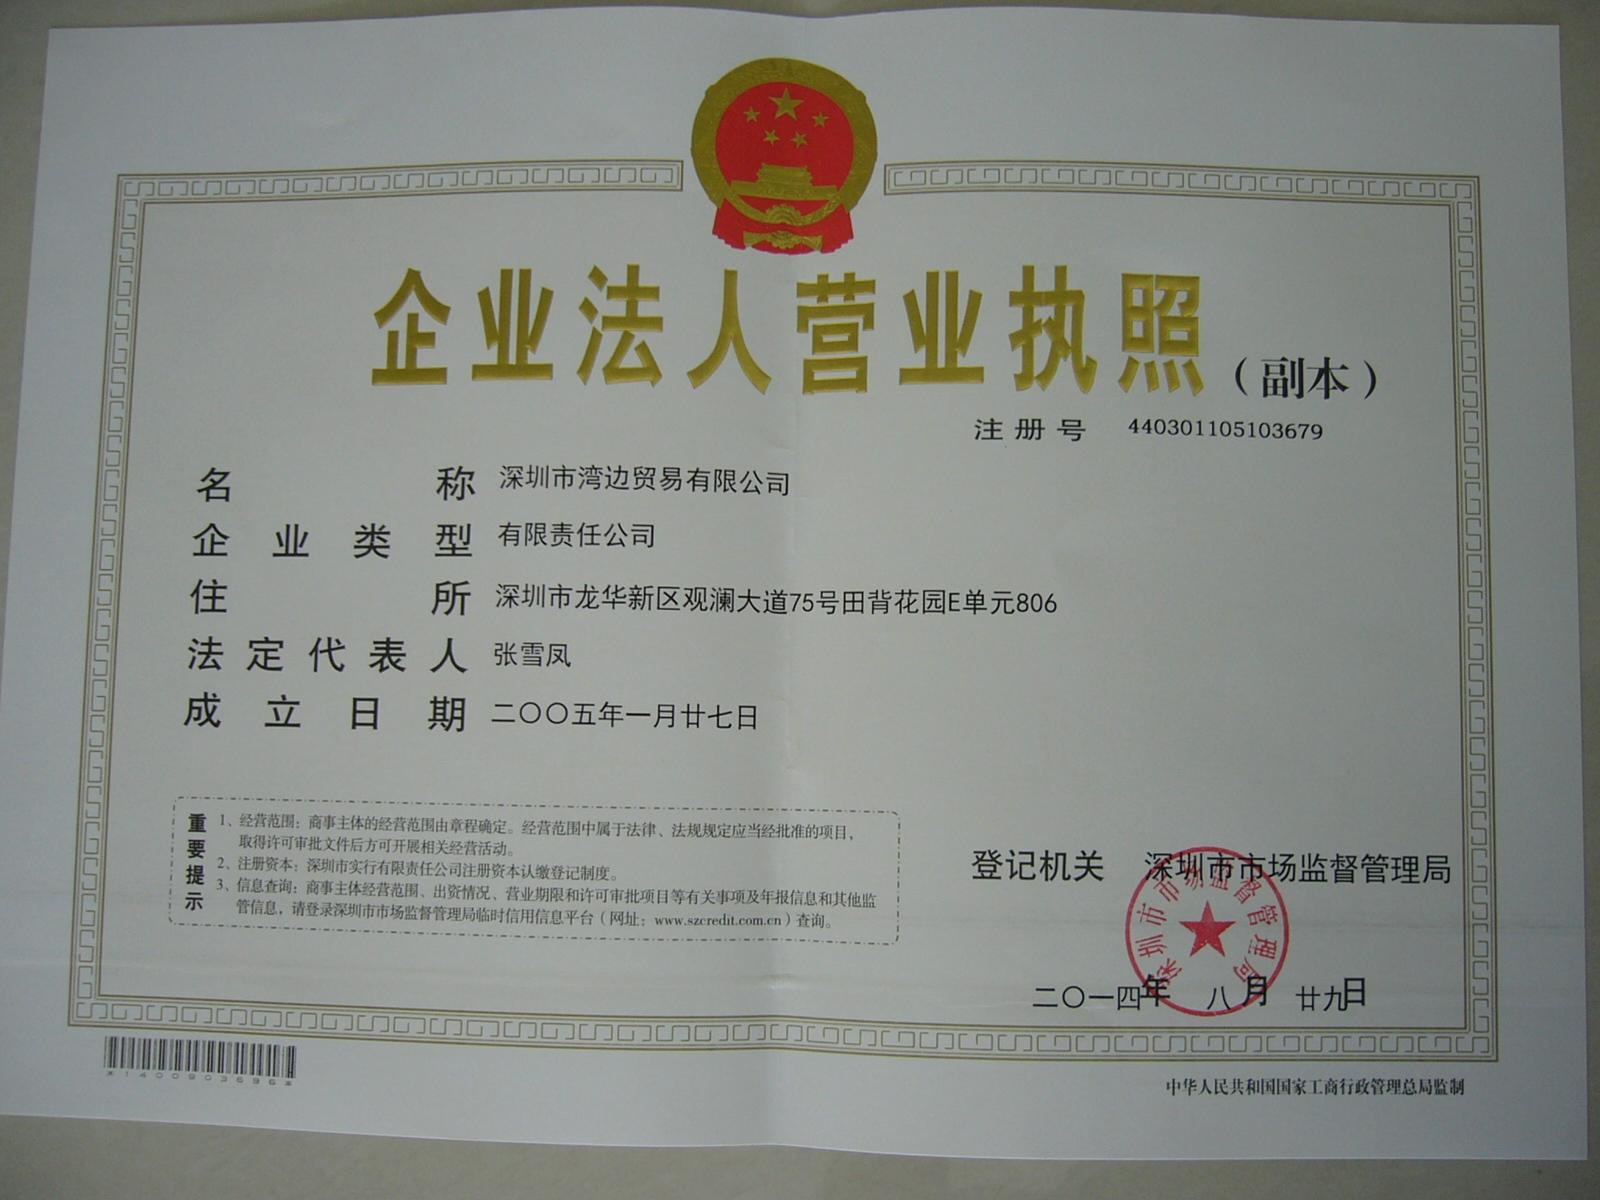 企业法人营业执照（副本）
注册号 440301105103679
名称 深圳市湾边贸易有限公司
企业类型 有限责任公司
住所 深圳市龙华新区观澜大道75号田背花园E单元806
法定代表人 张雪凤
成立日期 二〇〇五年一月廿七日
重要提示
1、经营范围：商事主体的经营范围由章程确定。经营范围中属于法律、法规规定应当经批准的项目，
取得许可审批文件后方可开展相关经营活动。
2、注册资本：深圳市实行有限责任公司注册资本认缴登记制度。
3、信息查询：商事主体经营范围、出资情况、营业期限和许可审批项目等有关事项及年报信息和其他监
管信息，请登录深圳市市场监督管理局临时信用信息平台（网址：www.szcredit.com.cn）查询。
登记机关 深圳市市场监督管理局
深圳市市场监督管理局
二〇一四年 八月 廿九日
*1400903696*
中华人民共和国国家工商行政管理总局监制